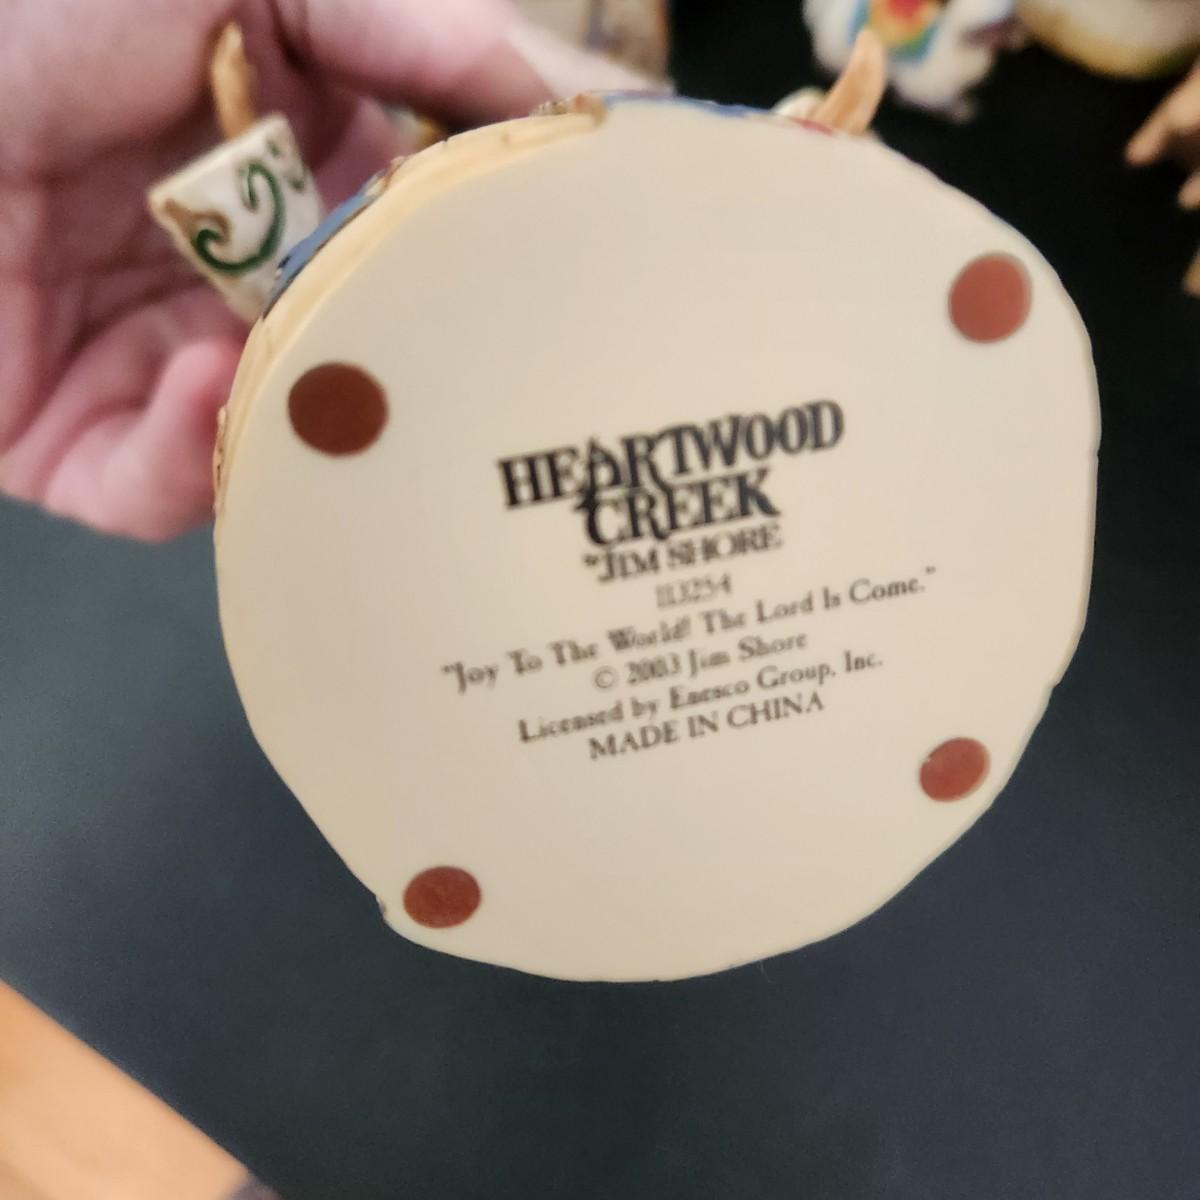 HEARTWOOD
CREEK
by JIM SHORE
113254
"Joy To The World! The Lord Is Come."
© 2003 Jim Shore
Licensed by Enesco Group, Inc.
MADE IN CHINA